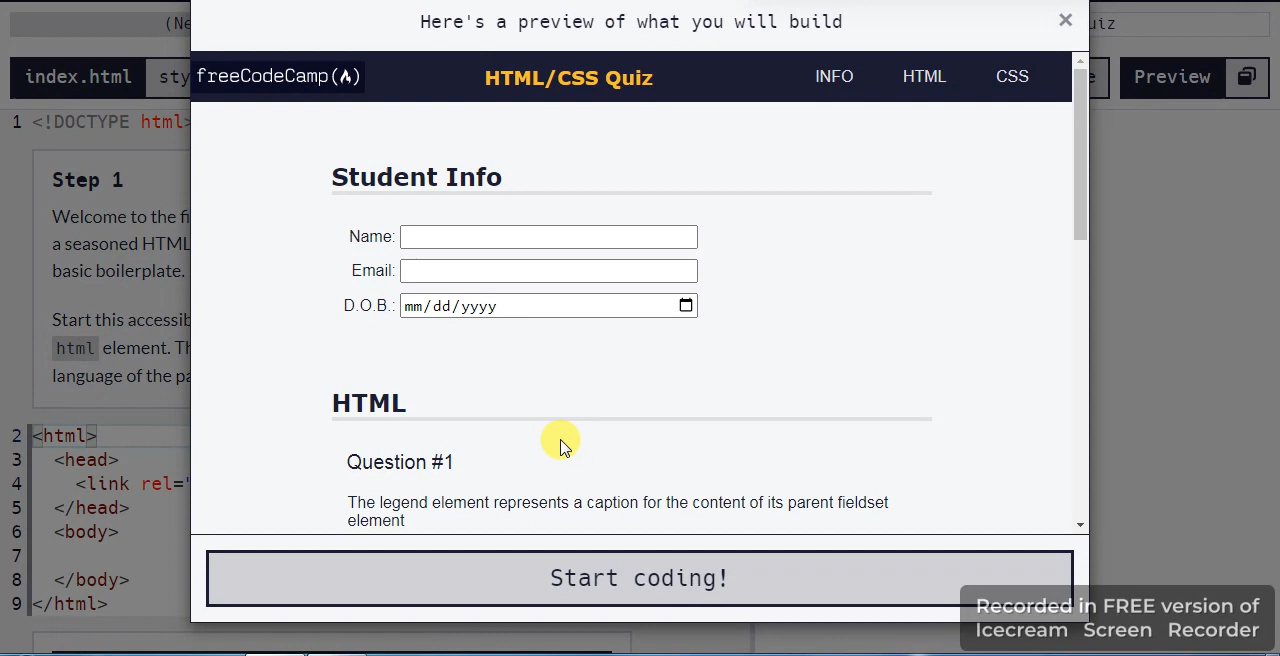 Here's a preview of what you will build
×
(Ne
uiz
index.html
sty
e
Preview
freeCodeCamp(🔥)
HTML/CSS Quiz
INFO
HTML
CSS
1 <!DOCTYPE html>
Step 1
Welcome to the fi
a seasoned HTML
basic boilerplate.
Start this accessib
html element. Th
language of the pa
2 <html>
3 <head>
4 <link rel="
5 </head>
6 <body>
7
8 </body>
9 </html>
Student Info
Name:
Email:
D.O.B.: mm/dd/yyyy
HTML
Question #1
The legend element represents a caption for the content of its parent fieldset
element
Start coding!
Recorded in FREE version of
Icecream Screen Recorder